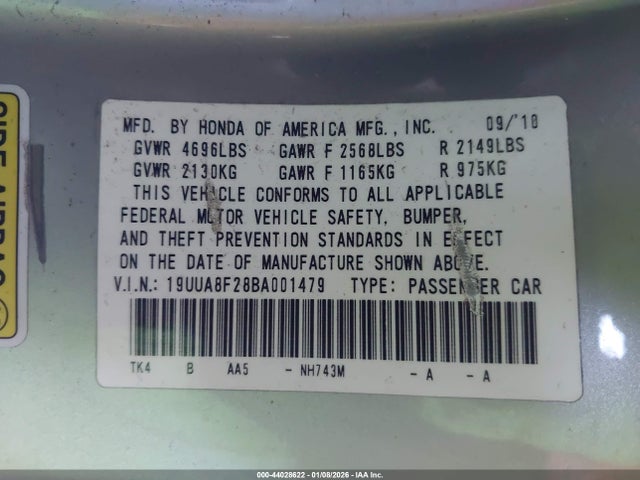 SIDE AIRBAG
MFD. BY HONDA OF AMERICA MFG., INC. 09/'10
GVWR 4696LBS GAWR F 2568LBS R 2149LBS
GVWR 2130KG GAWR F 1165KG R 975KG
THIS VEHICLE CONFORMS TO ALL APPLICABLE
FEDERAL MOTOR VEHICLE SAFETY, BUMPER,
AND THEFT PREVENTION STANDARDS IN EFFECT
ON THE DATE OF MANUFACTURE SHOWN ABOVE.
V.I.N.: 19UUA8F28BA001479 TYPE: PASSENGER CAR
TK4 B AA5 - NH743M - A - A
000-44028622 - 01/08/2026 - IAA Inc.